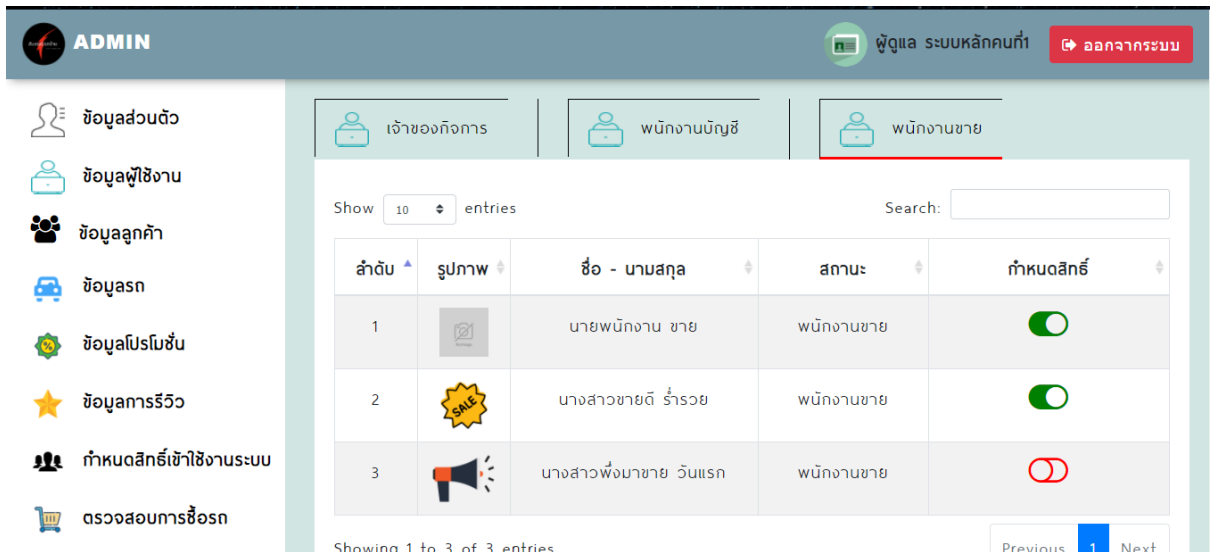 ADMIN
ผู้ดูแล ระบบหลักคนที่1
ออกจากระบบ
ข้อมูลส่วนตัว
ข้อมูลผู้ใช้งาน
ข้อมูลลูกค้า
ข้อมูลรถ
ข้อมูลโปรโมชั่น
ข้อมูลการรีวิว
กำหนดสิทธิ์เข้าใช้งานระบบ
ตรวจสอบการซื้อรถ
เจ้าของกิจการ
พนักงานบัญชี
พนักงานขาย
Show 10 entries
Search:
ลำดับ รูปภาพ ชื่อ - นามสกุล สถานะ กำหนดสิทธิ์
1 นายพนักงาน ขาย พนักงานขาย
2 SALE นางสาวขายดี ร่ำรวย พนักงานขาย
3 นางสาวพึ่งมาขาย วันแรก พนักงานขาย
Showing 1 to 3 of 3 entries
Previous 1 Next